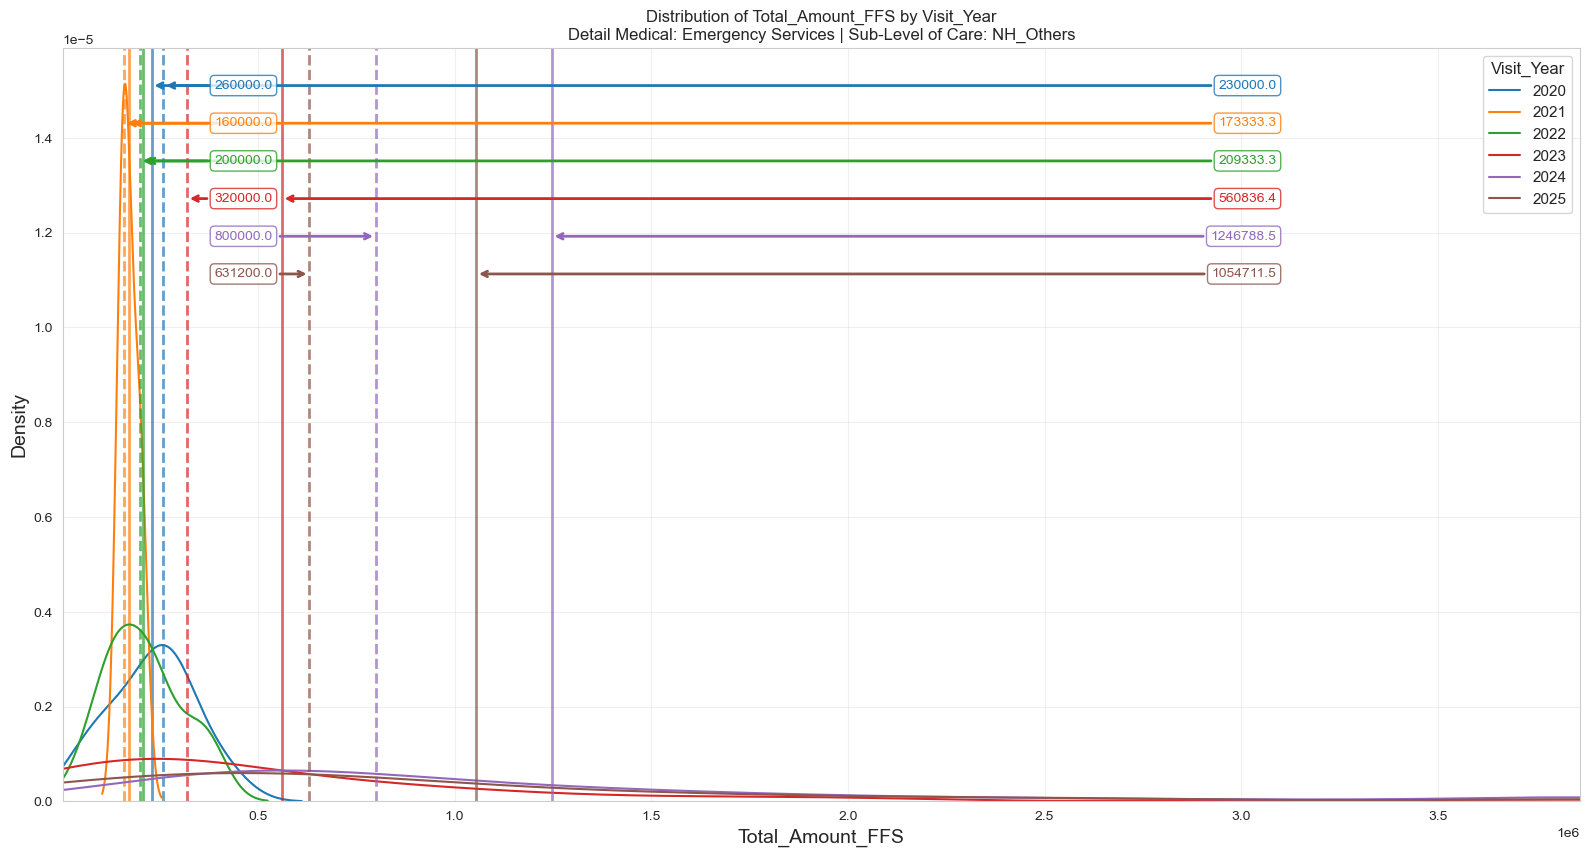 Distribution of Total_Amount_FFS by Visit_Year
Detail Medical: Emergency Services | Sub-Level of Care: NH_Others
1e−5
Visit_Year
2020
2021
2022
2023
2024
2025
260000.0 230000.0
160000.0 173333.3
200000.0 209333.3
320000.0 560836.4
800000.0 1246788.5
631200.0 1054711.5
1.4
1.2
1.0
0.8
0.6
0.4
0.2
0.0
Density
0.5 1.0 1.5 2.0 2.5 3.0 3.5
1e6
Total_Amount_FFS